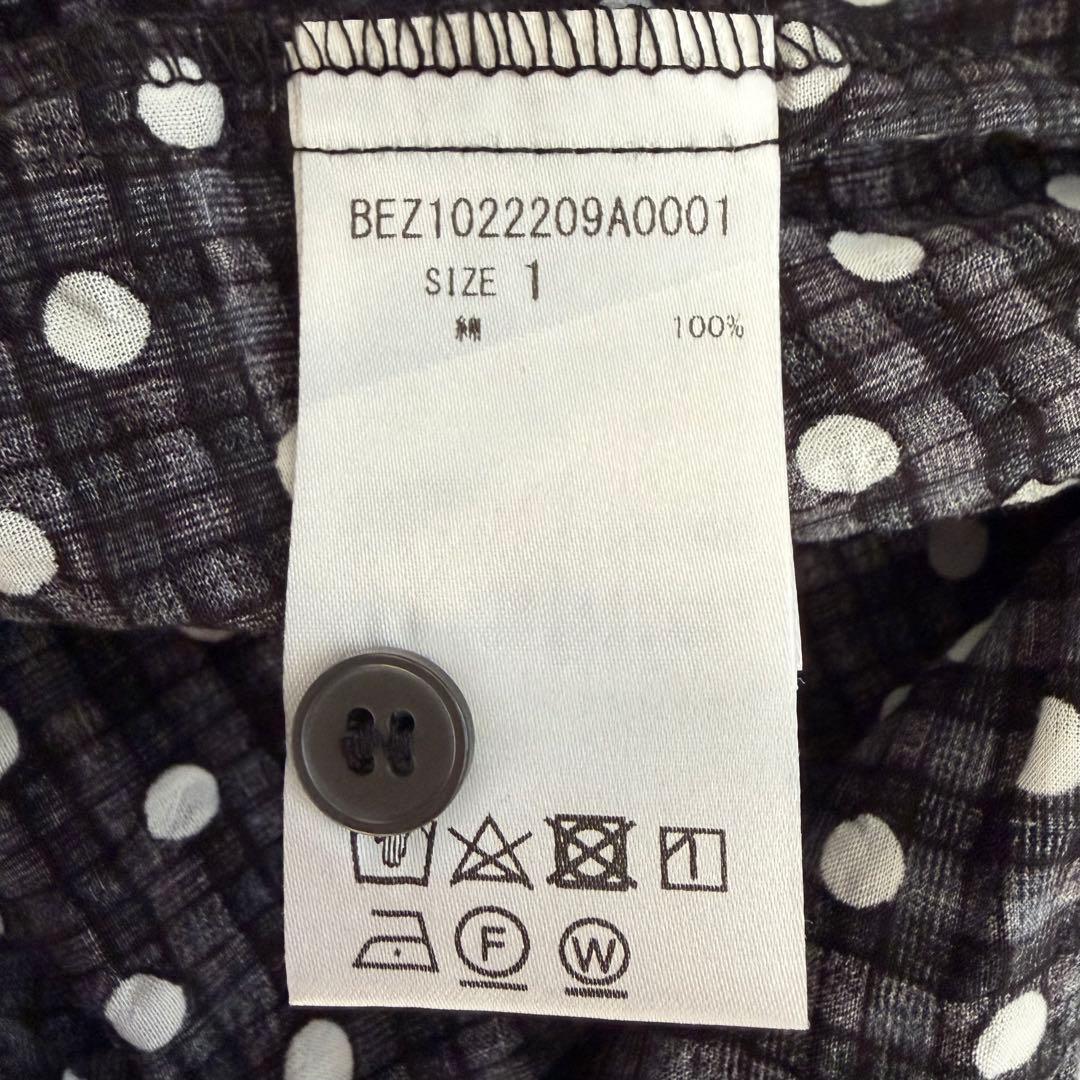 BEZ1022209A0001
SIZE 1
綿 100%
F
W